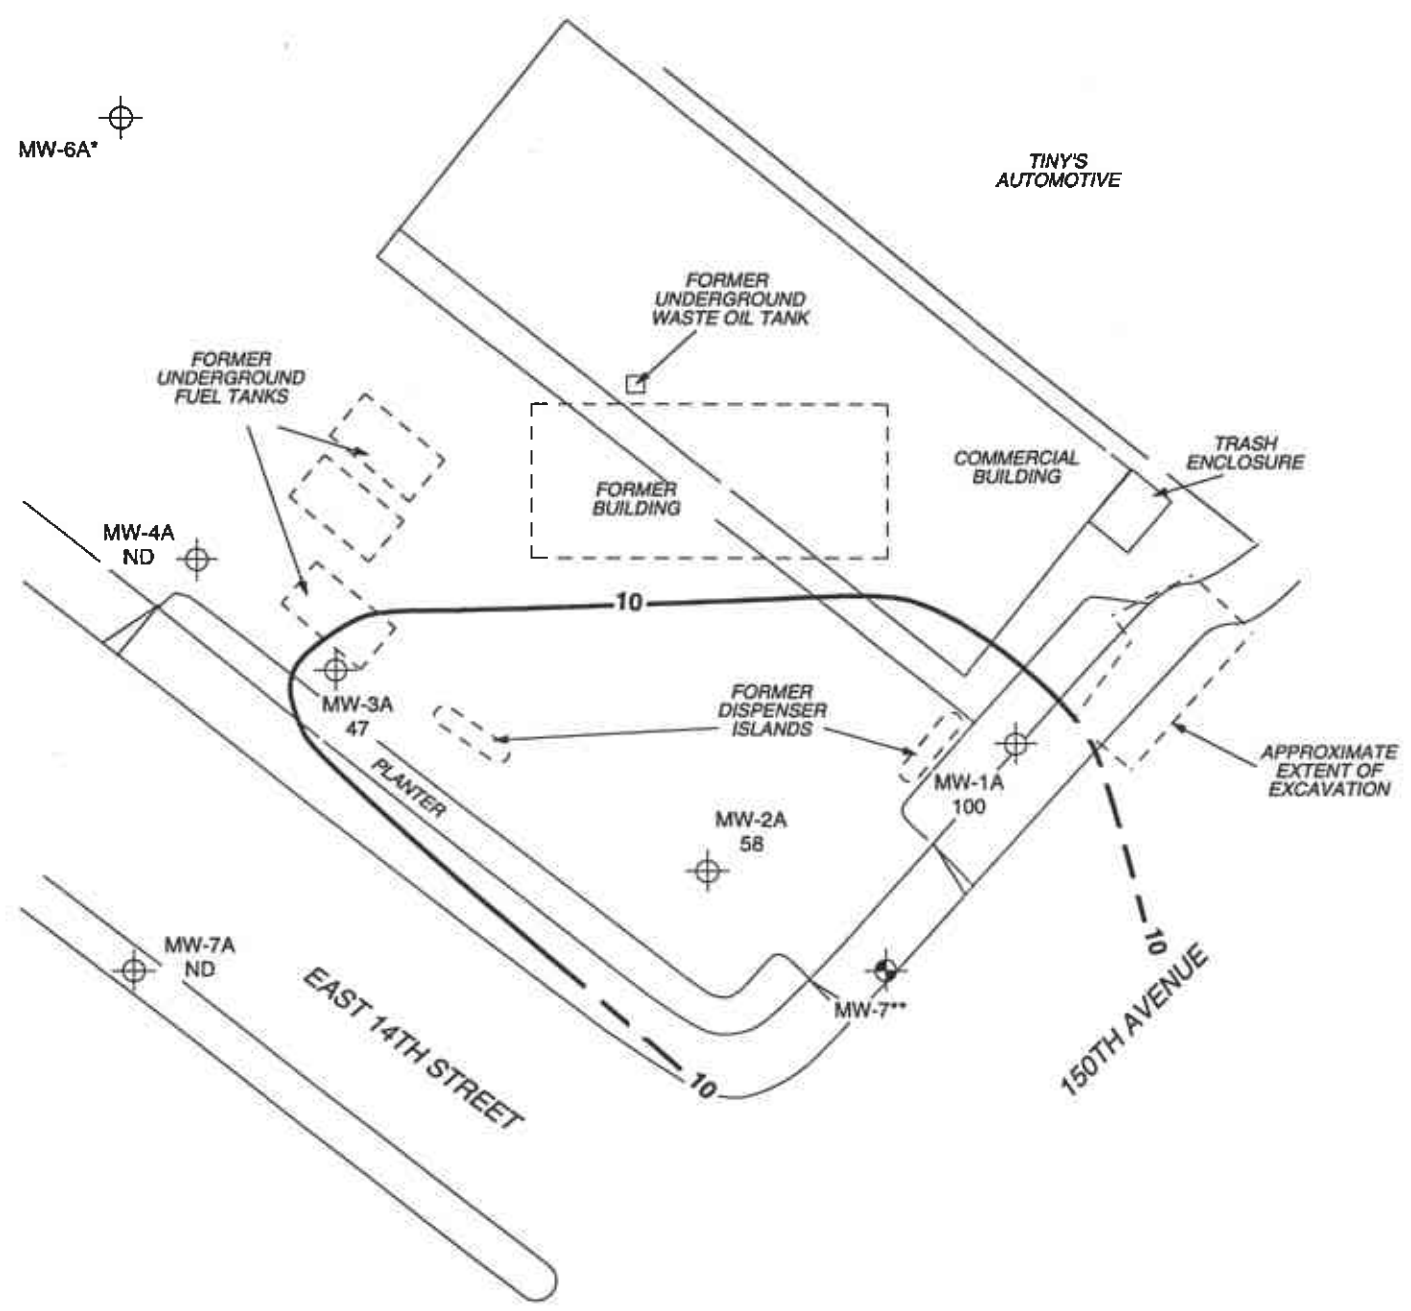 MW-6A*
TINY'S
AUTOMOTIVE
FORMER
UNDERGROUND
WASTE OIL TANK
FORMER
UNDERGROUND
FUEL TANKS
TRASH
ENCLOSURE
COMMERCIAL
BUILDING
FORMER
BUILDING
MW-4A
ND
10
MW-3A
47
FORMER
DISPENSER
ISLANDS
APPROXIMATE
EXTENT OF
EXCAVATION
PLANTER
MW-1A
100
MW-2A
58
MW-7A
ND
10
MW-7**
EAST 14TH STREET
150TH AVENUE
10